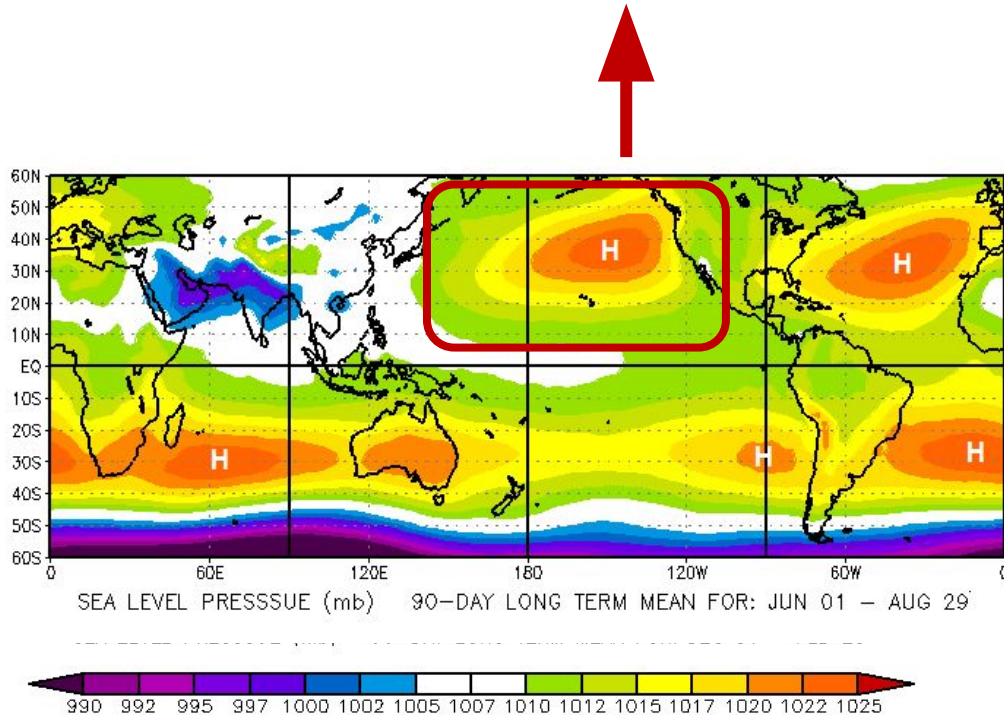 60N
50N
40N
30N
20N
10N
EQ
10S
20S
30S
40S
50S
60S
H
H
H
H
H
0 60E 120E 180 120W 60W 0
SEA LEVEL PRESSSUE (mb) 90-DAY LONG TERM MEAN FOR: JUN 01 - AUG 29
990 992 995 997 1000 1002 1005 1007 1010 1012 1015 1017 1020 1022 1025